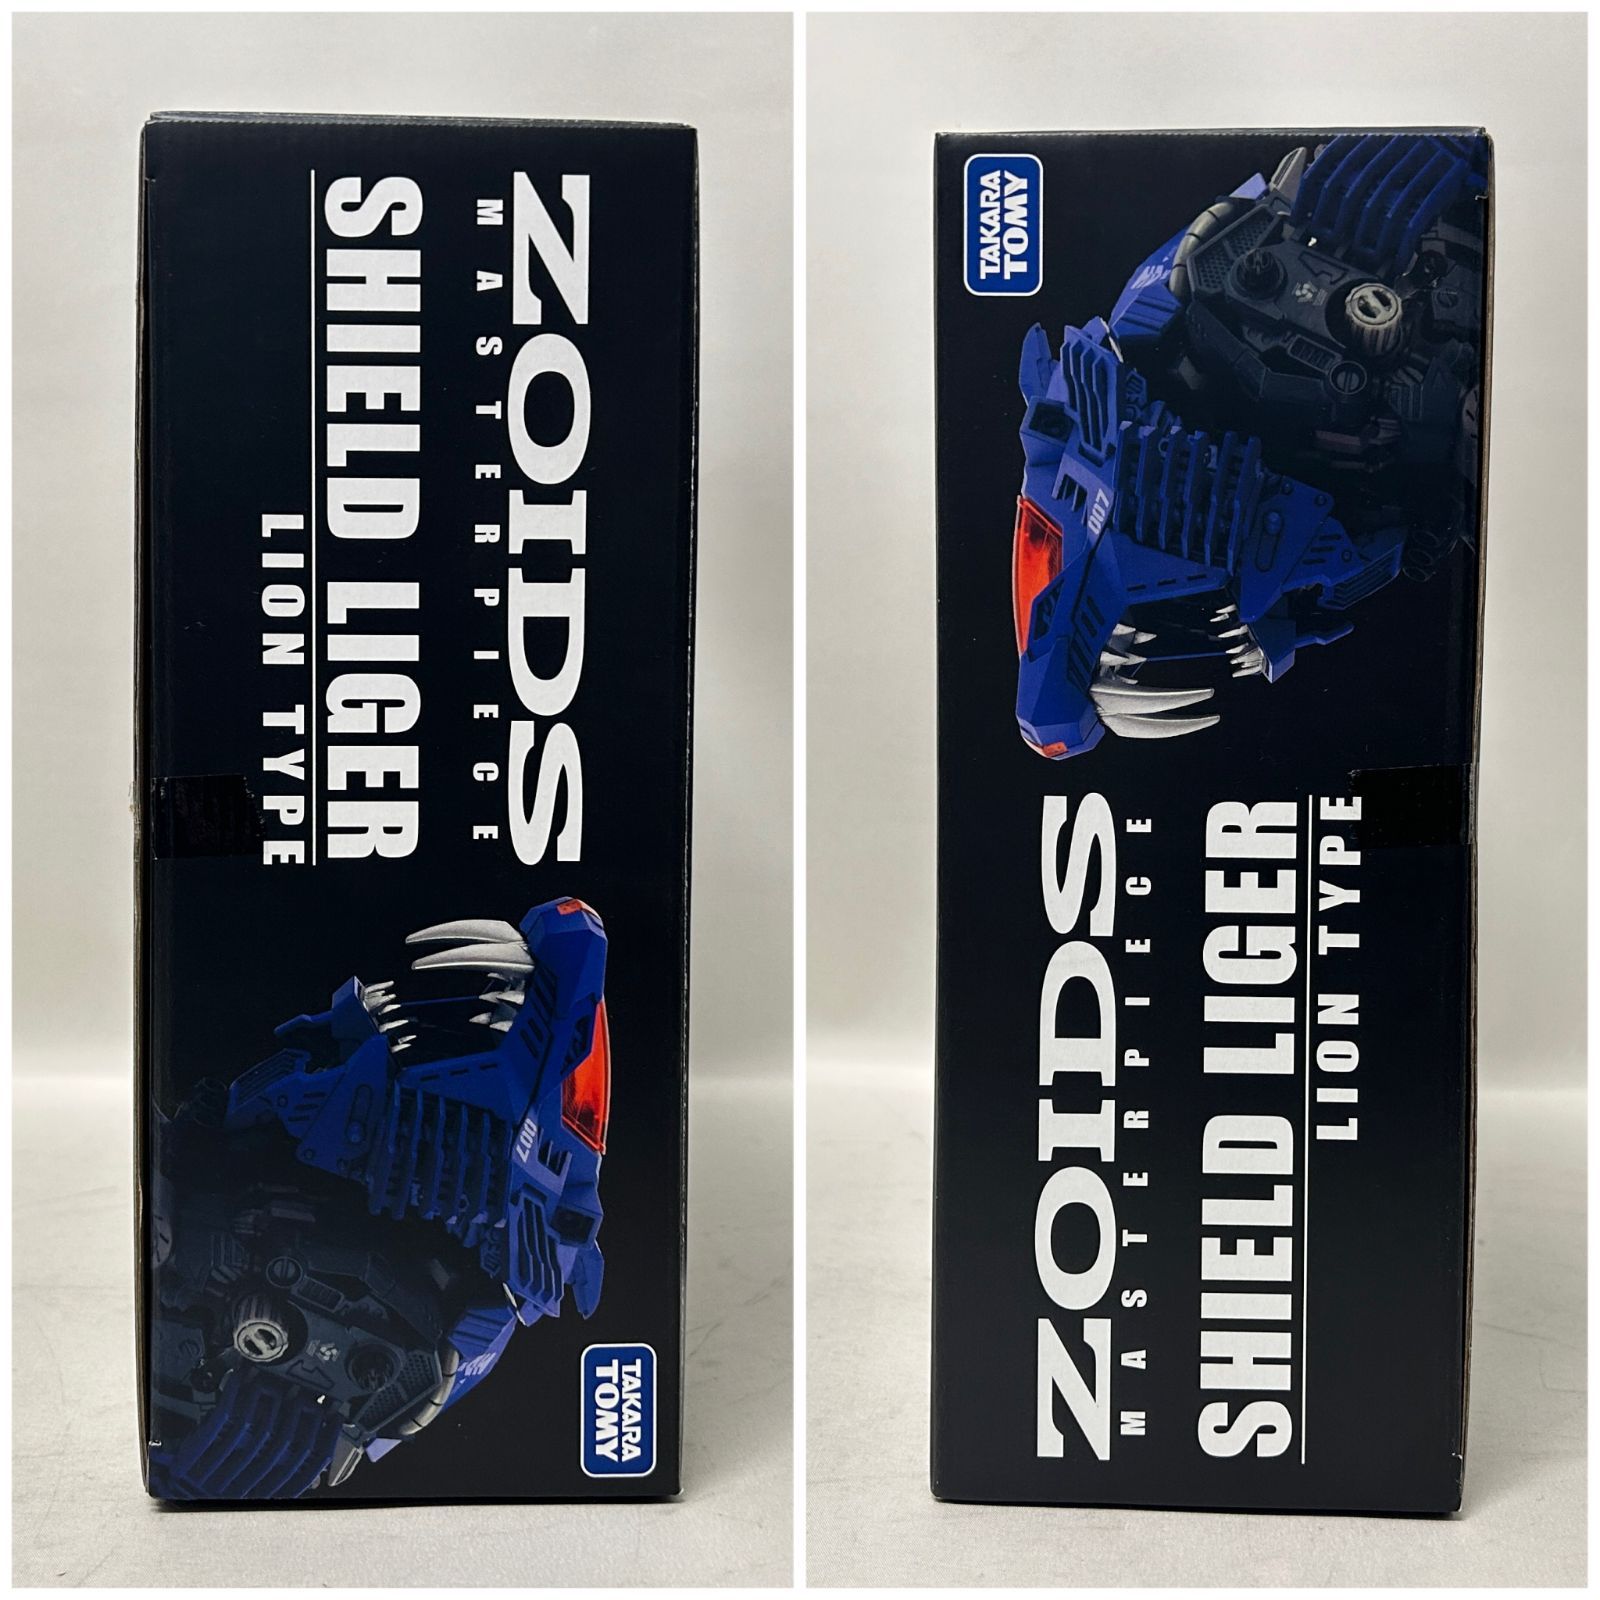 ZOIDS
MASTERPIECE
SHIELD LIGER
LION TYPE
007
TAKARA
TOMY
TAKARA
TOMY
007
ZOIDS
MASTERPIECE
SHIELD LIGER
LION TYPE